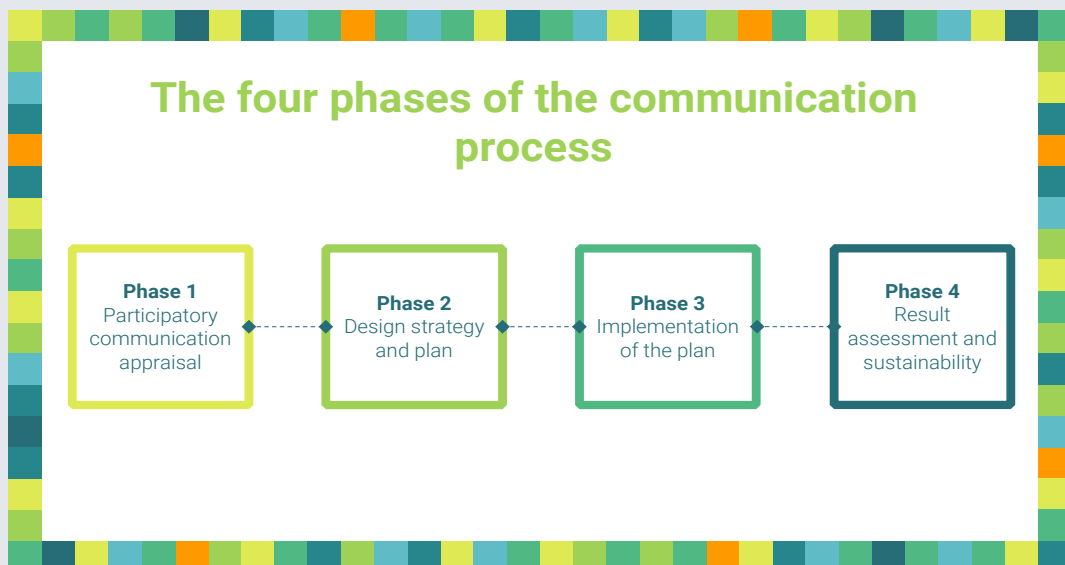 The four phases of the communication
process
Phase 1
Participatory
communication
appraisal
Phase 2
Design strategy
and plan
Phase 3
Implementation
of the plan
Phase 4
Result
assessment and
sustainability